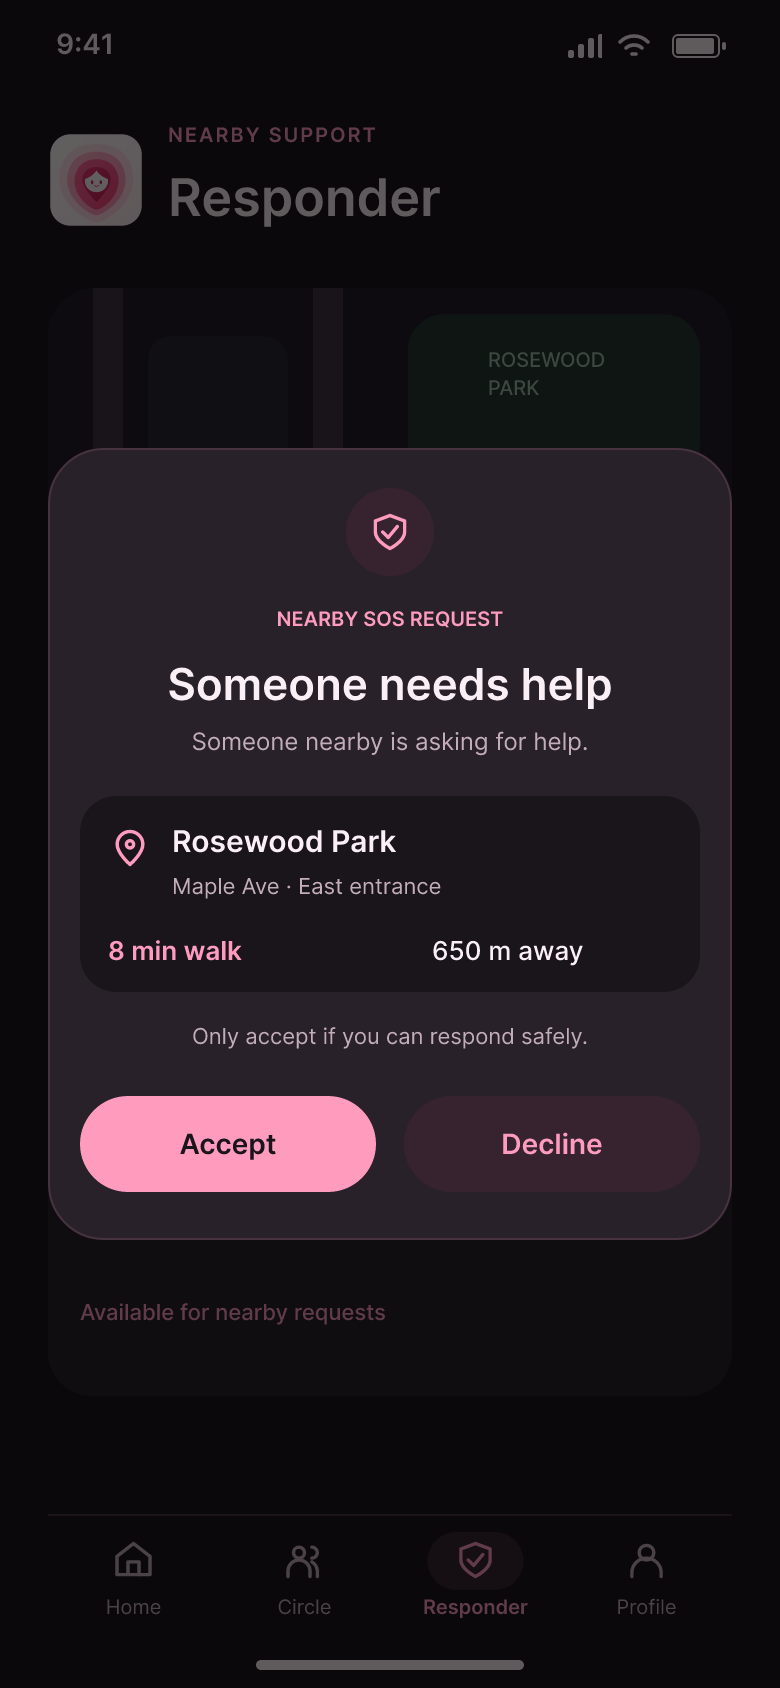 9:41
NEARBY SUPPORT
Responder
ROSEWOOD
PARK
NEARBY SOS REQUEST
Someone needs help
Someone nearby is asking for help.
Rosewood Park
Maple Ave · East entrance
8 min walk
650 m away
Only accept if you can respond safely.
Accept
Decline
Available for nearby requests
Home
Circle
Responder
Profile